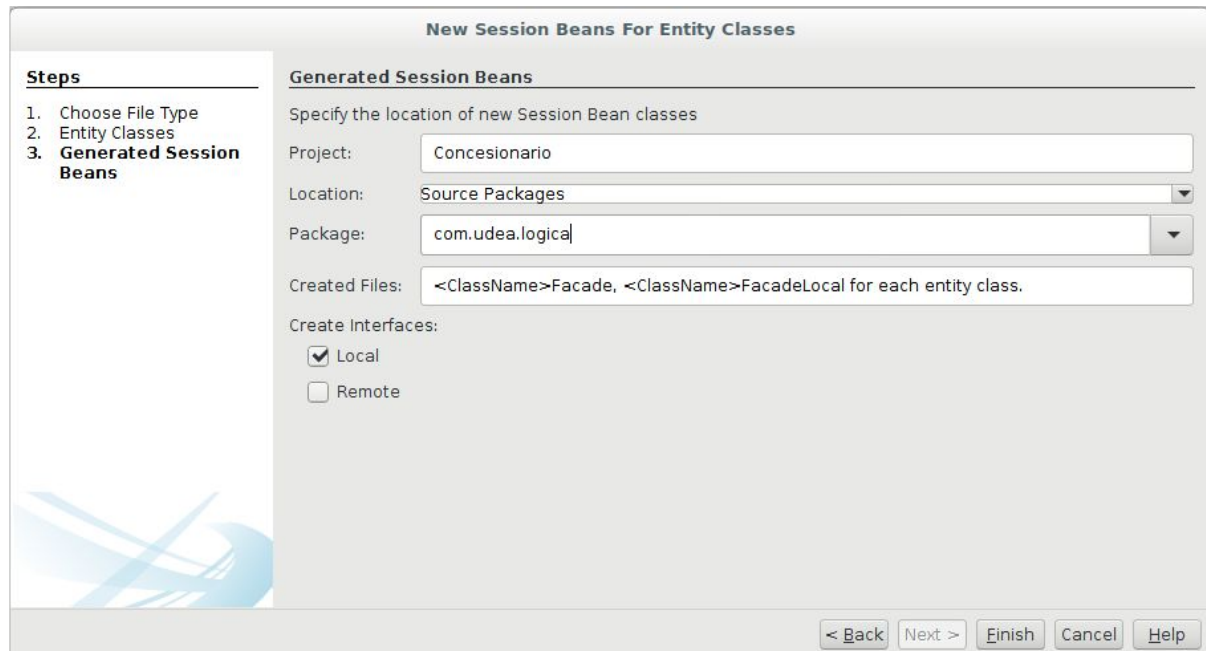 New Session Beans For Entity Classes
Steps
1. Choose File Type
2. Entity Classes
3. Generated Session
Beans
Generated Session Beans
Specify the location of new Session Bean classes
Project: Concesionario
Location: Source Packages
Package: com.udea.logica
Created Files: <ClassName>Facade, <ClassName>FacadeLocal for each entity class.
Create Interfaces:
Local
Remote
< Back Next > Finish Cancel Help